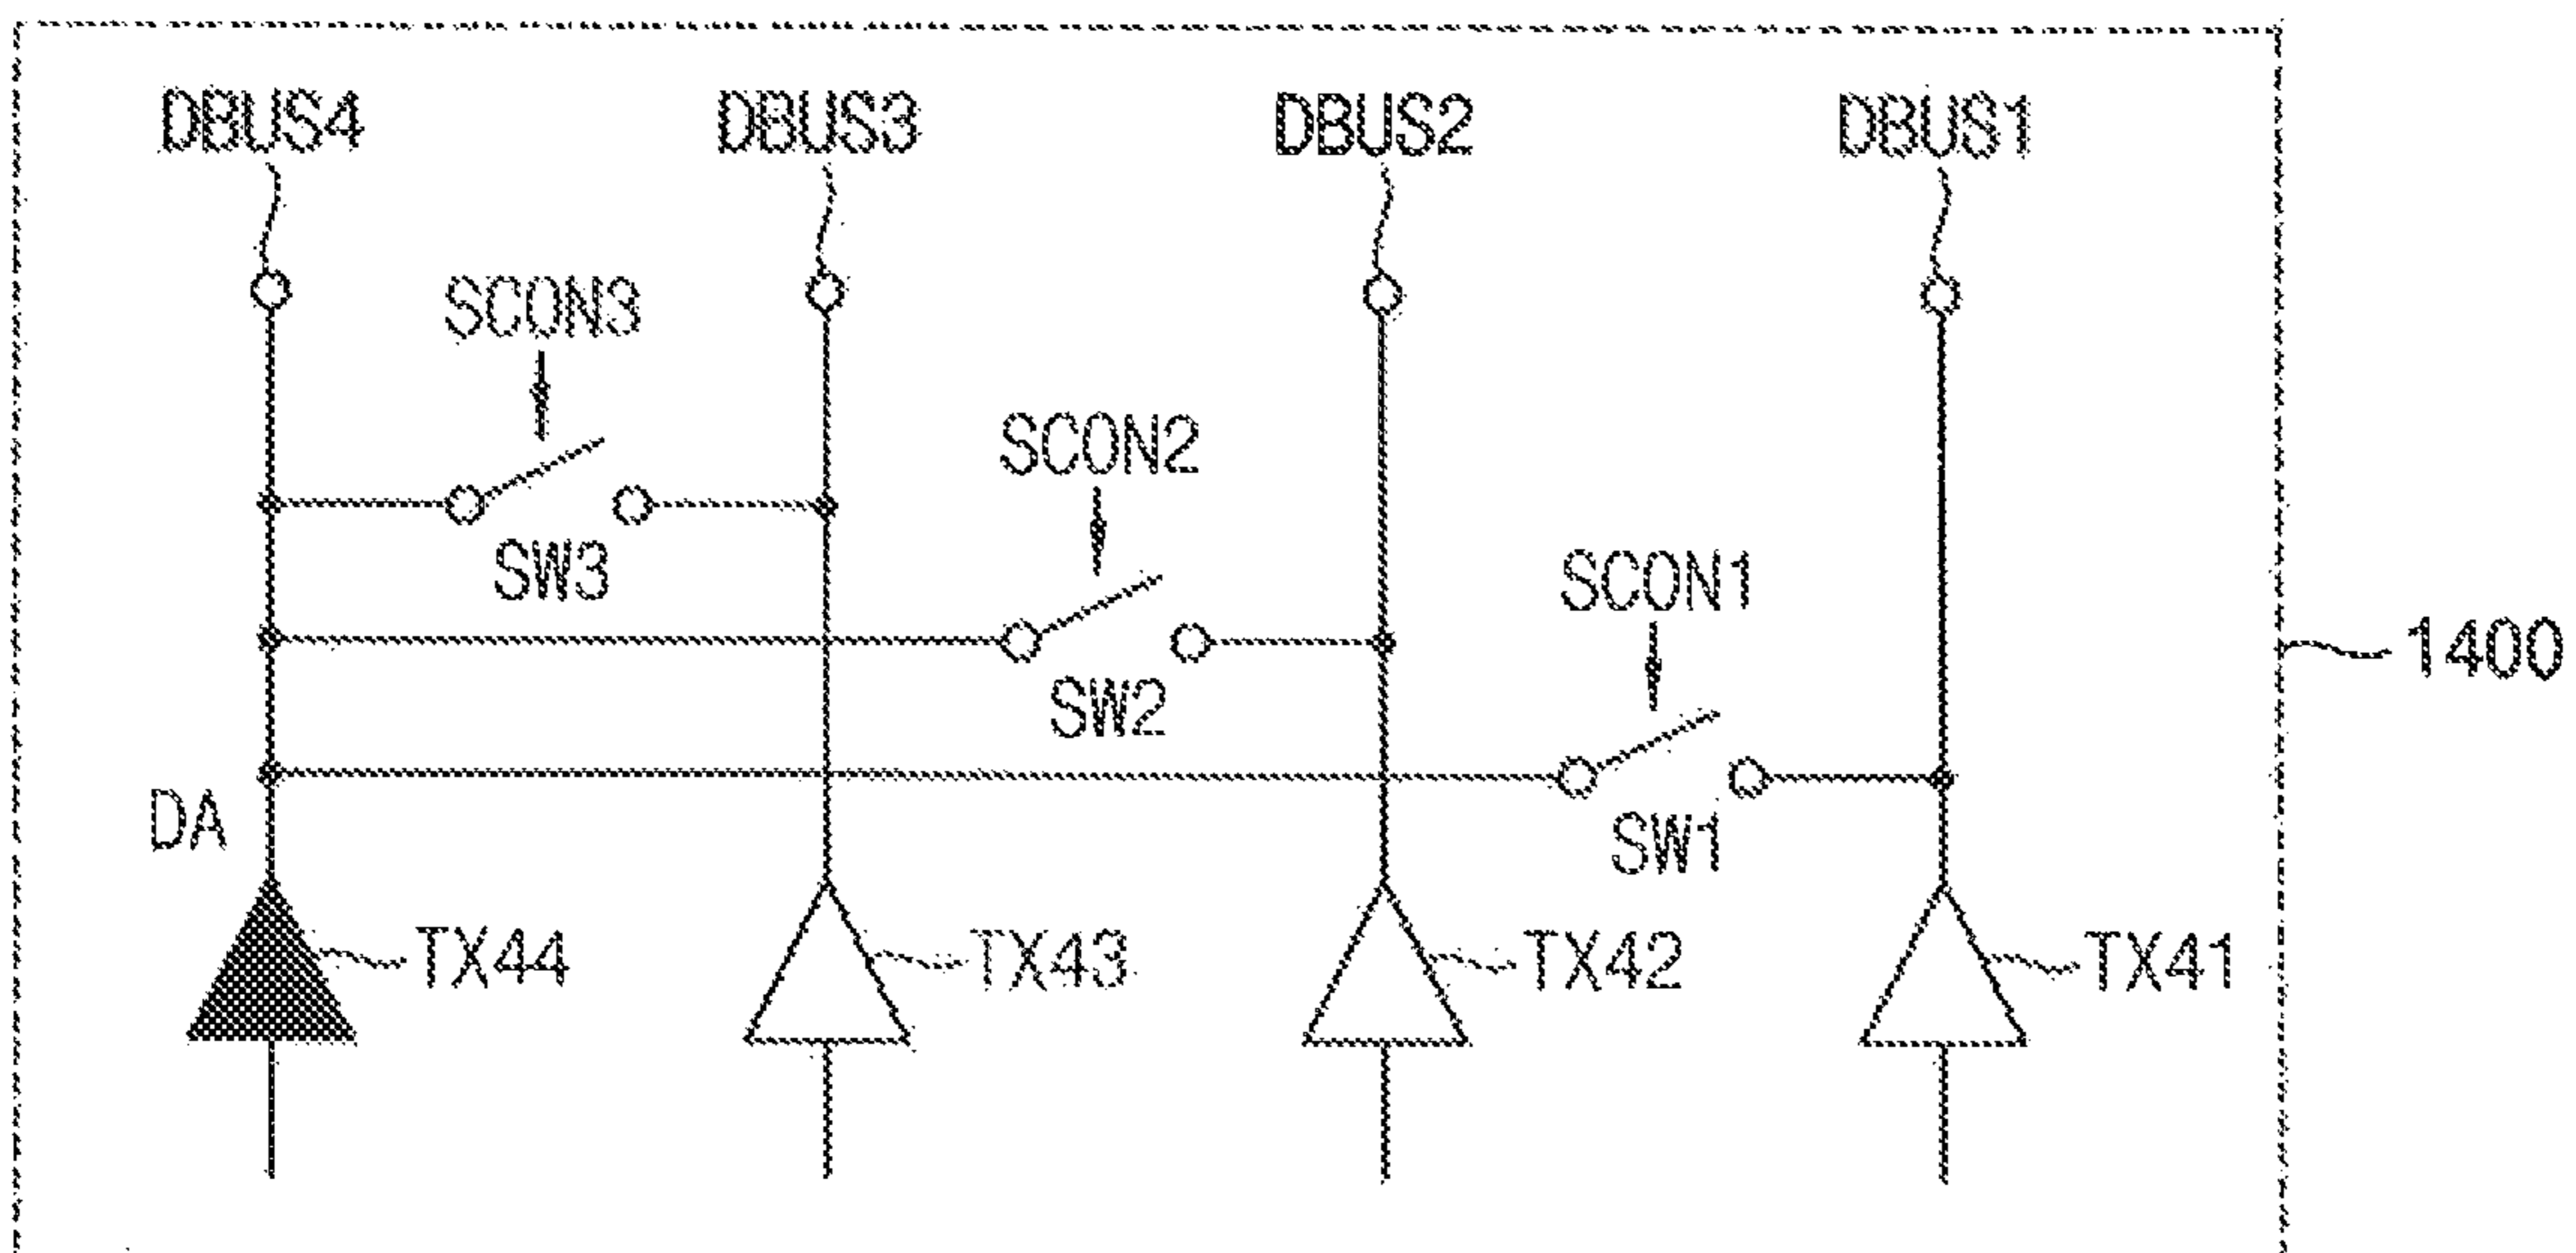 DBUS4 DBUS3 DBUS2 DBUS1
SCON3
SCON2
SW3
SCON1
1400
SW2
DA
SW1
TX44 TX43 TX42 TX41